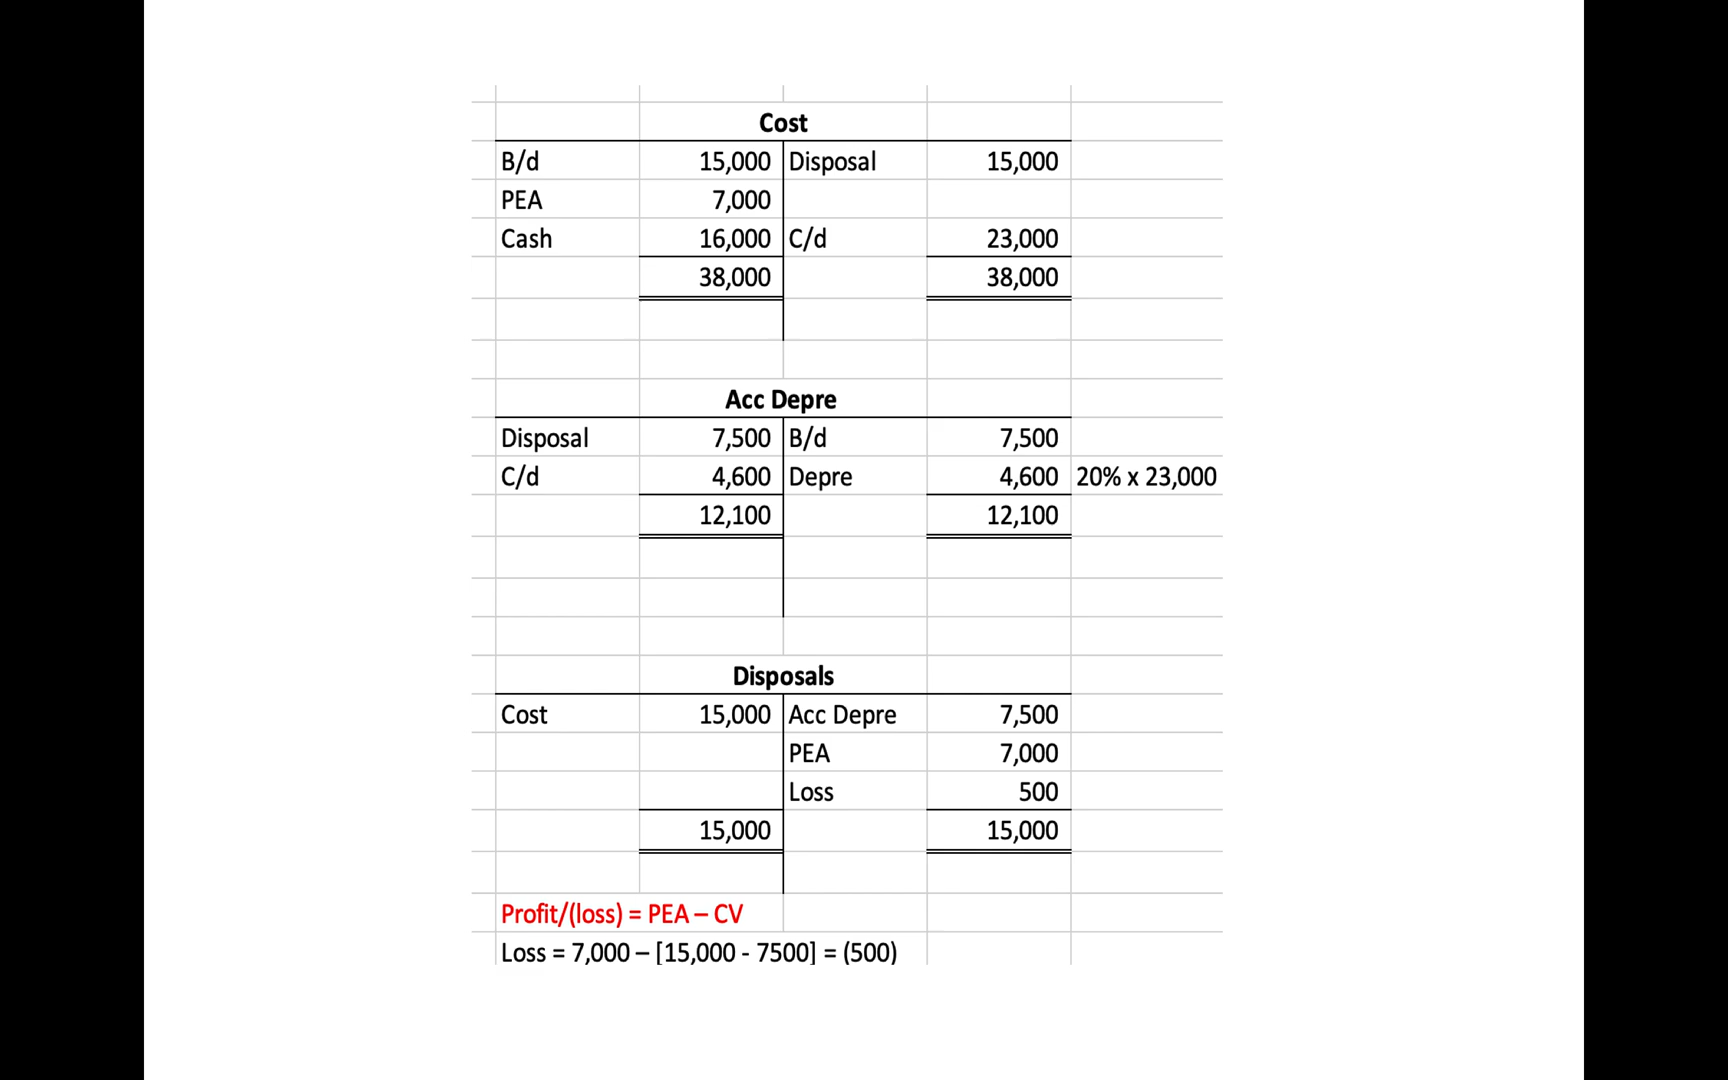 Cost
B/d 15,000 Disposal 15,000
PEA 7,000
Cash 16,000 C/d 23,000
38,000 38,000
Acc Depre
Disposal 7,500 B/d 7,500
C/d 4,600 Depre 4,600 20% x 23,000
12,100 12,100
Disposals
Cost 15,000 Acc Depre 7,500
PEA 7,000
Loss 500
15,000 15,000
Profit/(loss) = PEA – CV
Loss = 7,000 – [15,000 - 7500] = (500)